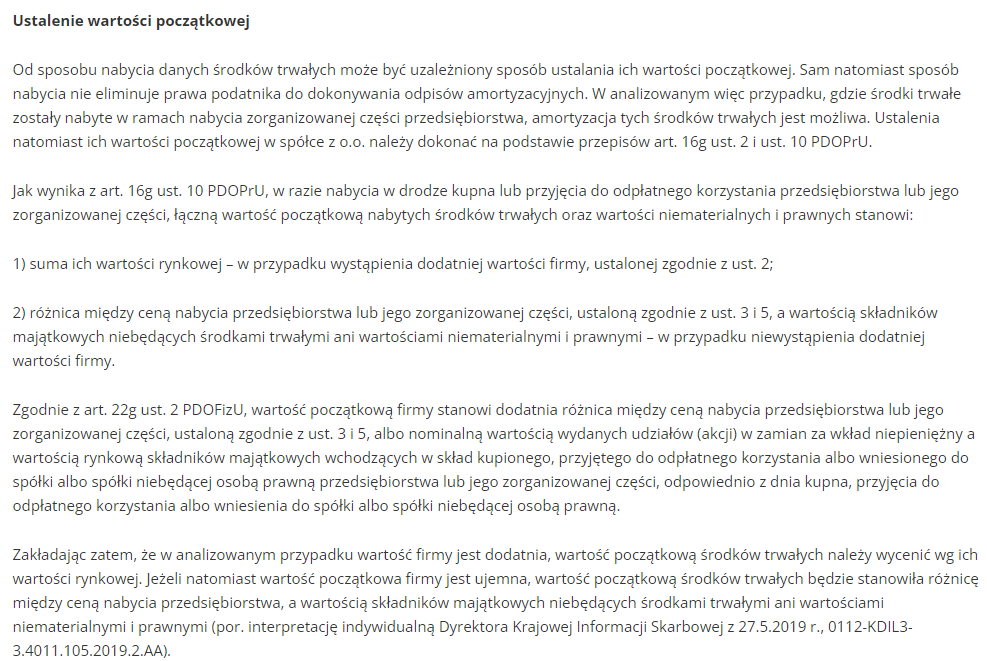 Ustalenie wartości początkowej
Od sposobu nabycia danych środków trwałych może być uzależniony sposób ustalania ich wartości początkowej. Sam natomiast sposób
nabycia nie eliminuje prawa podatnika do dokonywania odpisów amortyzacyjnych. W analizowanym więc przypadku, gdzie środki trwałe
zostały nabyte w ramach nabycia zorganizowanej części przedsiębiorstwa, amortyzacja tych środków trwałych jest możliwa. Ustalenia
natomiast ich wartości początkowej w spółce z o.o. należy dokonać na podstawie przepisów art. 16g ust. 2 i ust. 10 PDOPrU.
Jak wynika z art. 16g ust. 10 PDOPrU, w razie nabycia w drodze kupna lub przyjęcia do odpłatnego korzystania przedsiębiorstwa lub jego
zorganizowanej części, łączną wartość początkową nabytych środków trwałych oraz wartości niematerialnych i prawnych stanowi:
1) suma ich wartości rynkowej – w przypadku wystąpienia dodatniej wartości firmy, ustalonej zgodnie z ust. 2;
2) różnica między ceną nabycia przedsiębiorstwa lub jego zorganizowanej części, ustaloną zgodnie z ust. 3 i 5, a wartością składników
majątkowych niebędących środkami trwałymi ani wartościami niematerialnymi i prawnymi – w przypadku niewystąpienia dodatniej
wartości firmy.
Zgodnie z art. 22g ust. 2 PDOFizU, wartość początkową firmy stanowi dodatnia różnica między ceną nabycia przedsiębiorstwa lub jego
zorganizowanej części, ustaloną zgodnie z ust. 3 i 5, albo nominalną wartością wydanych udziałów (akcji) w zamian za wkład niepieniężny a
wartością rynkową składników majątkowych wchodzących w skład kupionego, przyjętego do odpłatnego korzystania albo wniesionego do
spółki albo spółki niebędącej osobą prawną przedsiębiorstwa lub jego zorganizowanej części, odpowiednio z dnia kupna, przyjęcia do
odpłatnego korzystania albo wniesienia do spółki albo spółki niebędącej osobą prawną.
Zakładając zatem, że w analizowanym przypadku wartość firmy jest dodatnia, wartość początkową środków trwałych należy wycenić wg ich
wartości rynkowej. Jeżeli natomiast wartość początkowa firmy jest ujemna, wartość początkową środków trwałych będzie stanowiła różnicę
między ceną nabycia przedsiębiorstwa, a wartością składników majątkowych niebędących środkami trwałymi ani wartościami
niematerialnymi i prawnymi (por. interpretację indywidualną Dyrektora Krajowej Informacji Skarbowej z 27.5.2019 r., 0112-KDIL3-
3.4011.105.2019.2.AA).